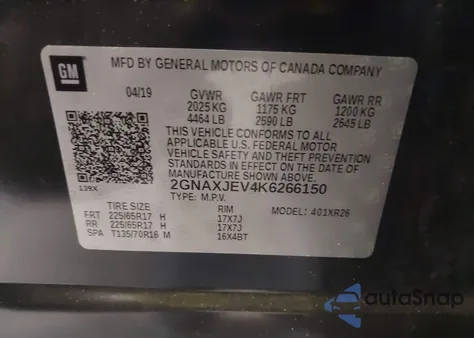 GM
MFD BY GENERAL MOTORS OF CANADA COMPANY
04/19 GVWR GAWR FRT GAWR RR
2025 KG 1175 KG 1200 KG
4464 LB 2590 LB 2645 LB
THIS VEHICLE CONFORMS TO ALL
APPLICABLE U.S. FEDERAL MOTOR
VEHICLE SAFETY AND THEFT PREVENTION
STANDARDS IN EFFECT ON THE DATE OF
MANUFACTURE SHOWN ABOVE.
139X 2GNAXJEV4K6266150
TYPE: M.P.V. MODEL: 401XR26
TIRE SIZE RIM
FRT 225/65R17 H 17X7J
RR 225/65R17 H 17X7J
SPA T135/70R16 M 16X4BT
autaSnap